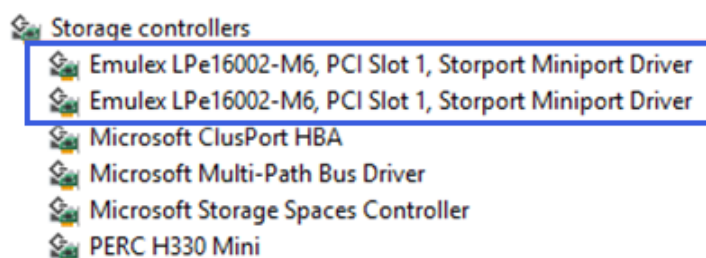 Storage controllers
Emulex LPe16002-M6, PCI Slot 1, Storport Miniport Driver
Emulex LPe16002-M6, PCI Slot 1, Storport Miniport Driver
Microsoft ClusPort HBA
Microsoft Multi-Path Bus Driver
Microsoft Storage Spaces Controller
PERC H330 Mini